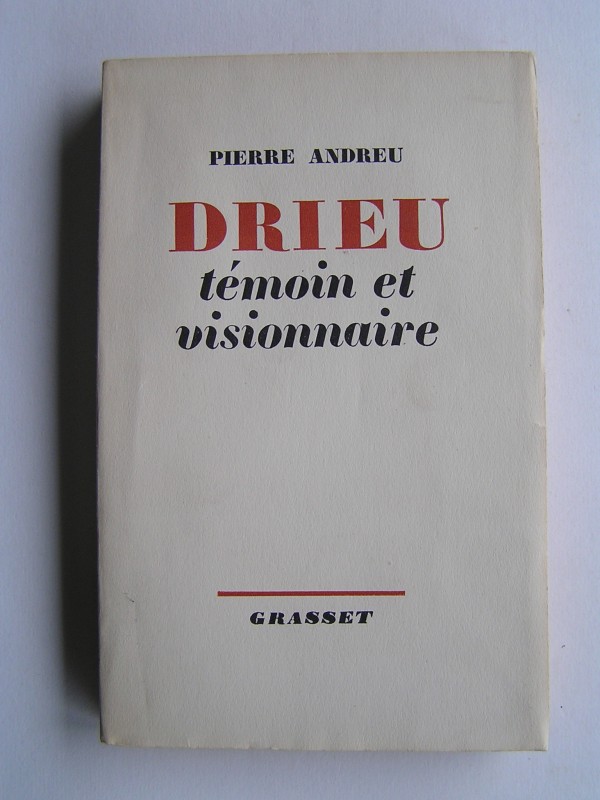 PIERRE ANDREU
DRIEU
témoin et
visionnaire
GRASSET